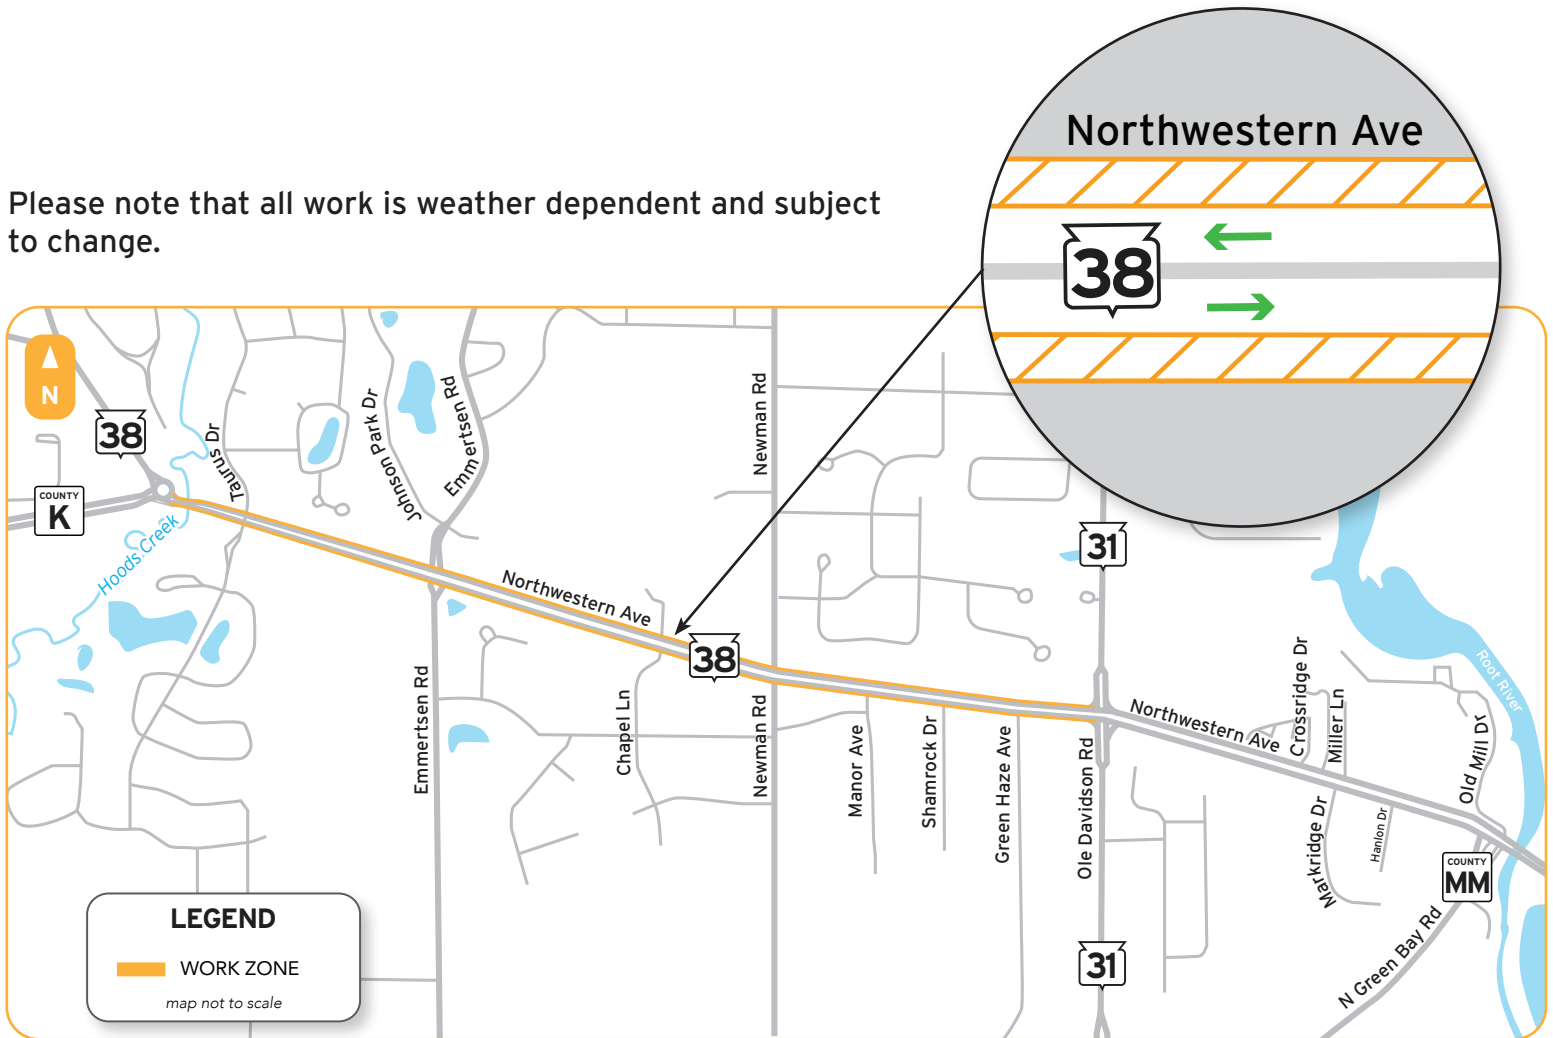 Northwestern Ave
38
Please note that all work is weather dependent and subject
to change.
N
38
COUNTY
K
Hoods Creek
Taurus Dr
Johnson Park Dr
Emmertsen Rd
Newman Rd
31
Northwestern Ave
38
Emmertsen Rd
Chapel Ln
Newman Rd
Manor Ave
Shamrock Dr
Green Haze Ave
Ole Davidson Rd
Northwestern Ave
Crossridge Dr
Miller Ln
Root River
Old Mill Dr
Markridge Dr
Hanlon Dr
COUNTY
MM
N Green Bay Rd
31
LEGEND
WORK ZONE
map not to scale